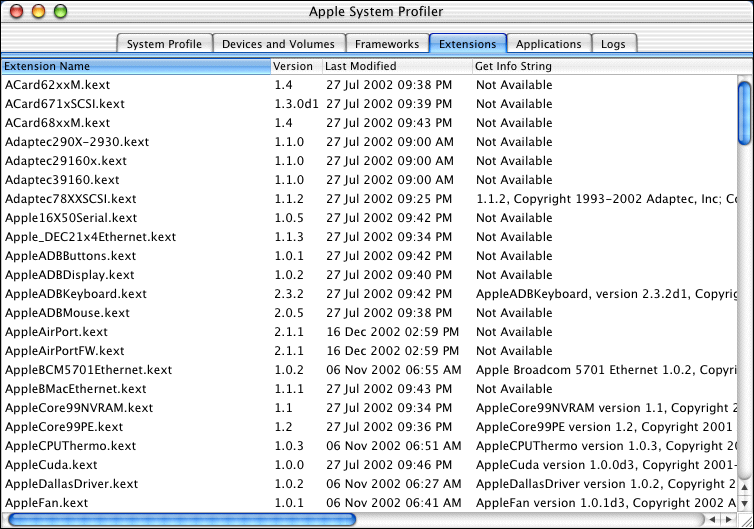 Apple System Profiler
System Profile Devices and Volumes Frameworks Extensions Applications Logs
Extension Name Version Last Modified Get Info String
ACard62xxM.kext 1.4 27 Jul 2002 09:38 PM Not Available
ACard671xSCSI.kext 1.3.0d1 27 Jul 2002 09:39 PM Not Available
ACard68xxM.kext 1.4 27 Jul 2002 09:43 PM Not Available
Adaptec290X-2930.kext 1.1.0 27 Jul 2002 09:00 AM Not Available
Adaptec29160x.kext 1.1.0 27 Jul 2002 09:00 AM Not Available
Adaptec39160.kext 1.1.0 27 Jul 2002 09:00 AM Not Available
Adaptec78XXSCSI.kext 1.1.2 27 Jul 2002 09:25 PM 1.1.2, Copyright 1993-2002 Adaptec, Inc; Co
Apple16X50Serial.kext 1.0.5 27 Jul 2002 09:42 PM Not Available
Apple_DEC21x4Ethernet.kext 1.1.3 27 Jul 2002 09:34 PM Not Available
AppleADBButtons.kext 1.0.1 27 Jul 2002 09:42 PM Not Available
AppleADBDisplay.kext 1.0.2 27 Jul 2002 09:40 PM Not Available
AppleADBKeyboard.kext 2.3.2 27 Jul 2002 09:42 PM AppleADBKeyboard, version 2.3.2d1, Copyrig
AppleADBMouse.kext 2.0.5 27 Jul 2002 09:38 PM Not Available
AppleAirPort.kext 2.1.1 16 Dec 2002 02:59 PM Not Available
AppleAirPortFW.kext 2.1.1 16 Dec 2002 02:59 PM Not Available
AppleBCM5701Ethernet.kext 1.0.2 06 Nov 2002 06:55 AM Apple Broadcom 5701 Ethernet 1.0.2, Copyri
AppleBMacEthernet.kext 1.1.1 27 Jul 2002 09:43 PM Not Available
AppleCore99NVRAM.kext 1.1 27 Jul 2002 09:34 PM AppleCore99NVRAM version 1.1, Copyright 2
AppleCore99PE.kext 1.2 27 Jul 2002 09:36 PM AppleCore99PE version 1.2, Copyright 2001
AppleCPUThermo.kext 1.0.3 06 Nov 2002 06:51 AM AppleCPUThermo version 1.0.3, Copyright 2
AppleCuda.kext 1.0.0 27 Jul 2002 09:46 PM AppleCuda version 1.0.0d3, Copyright 2001-
AppleDallasDriver.kext 1.0.2 06 Nov 2002 06:27 AM AppleDallasDriver version 1.0.2, Copyright 2
AppleFan.kext 1.0.1 06 Nov 2002 06:41 AM AppleFan version 1.0.1d3, Copyright 2002 A